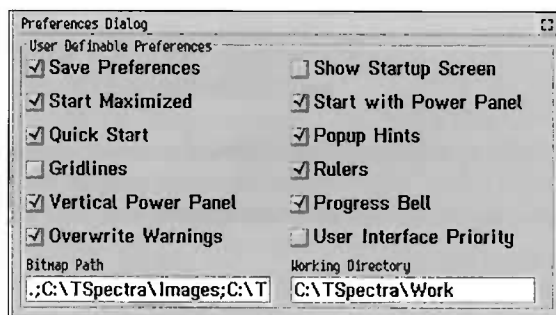 Preferences Dialog
User Definable Preferences
Save Preferences
Show Startup Screen
Start Maximized
Start with Power Panel
Quick Start
Popup Hints
Gridlines
Rulers
Vertical Power Panel
Progress Bell
Overwrite Warnings
User Interface Priority
Bitmap Path
Working Directory
.;C:\TSpectra\Images;C:\T
C:\TSpectra\Work